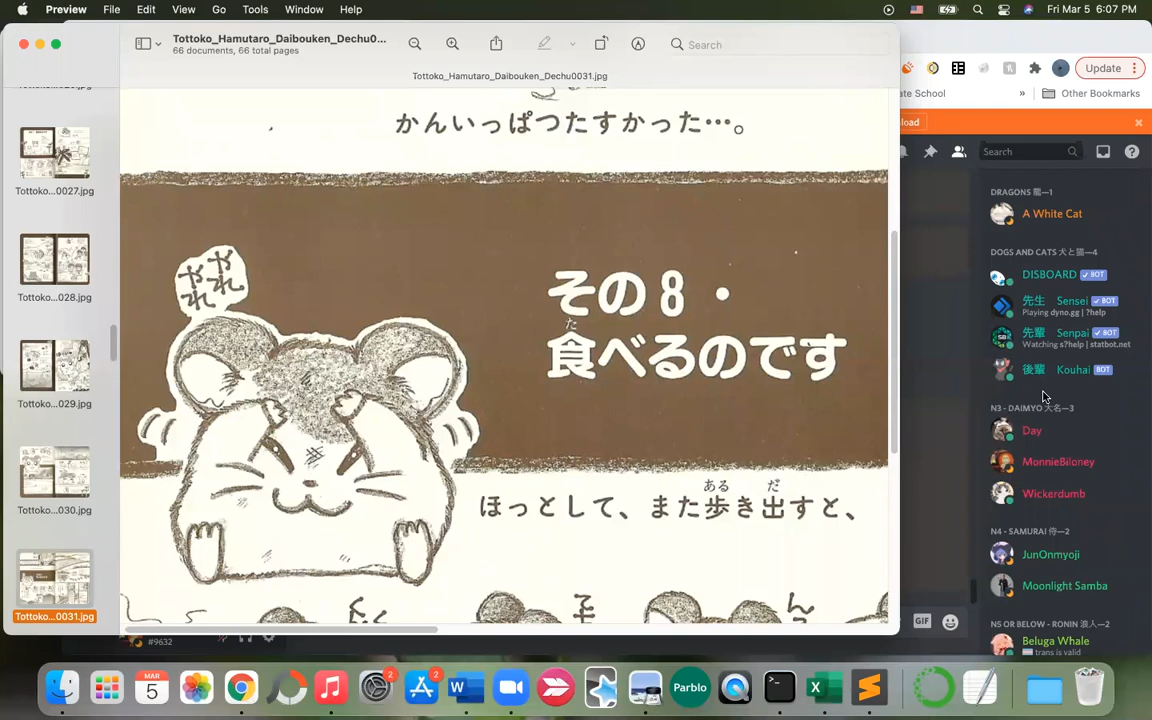 Preview File Edit View Go Tools Window Help
Fri Mar 5 6:07 PM
Tottoko_Hamutaro_Daibouken_Dechu0...
66 documents, 66 total pages
Search
Tottoko_Hamutaro_Daibouken_Dechu0031.jpg
Tottoko...0027.jpg
Tottoko....028.jpg
Tottoko....029.jpg
Tottoko....030.jpg
Tottoko...0031.jpg
かんいっぱつたすかった…。
やれ
やれ
その8・
た
食べるのです
ある だ
ほっとして、また歩き出すと、
Update
ate School
» Other Bookmarks
load
Search
DRAGONS 龍—1
A White Cat
DOGS AND CATS 犬と猫—4
DISBOARD BOT
先生 Sensei BOT
Playing dyno.gg | ?help
先輩 Senpai BOT
Watching s?help | statbot.net
後輩 Kouhai BOT
N3 - DAIMYO 大名—3
Day
MonnieBiloney
Wickerdumb
N4 - SAMURAI 侍—2
JunOnmyoji
Moonlight Samba
N5 OR BELOW - RONIN 浪人—2
Beluga Whale
trans is valid
GIF
#9632
MAR
5
2
2
W
Parblo
X